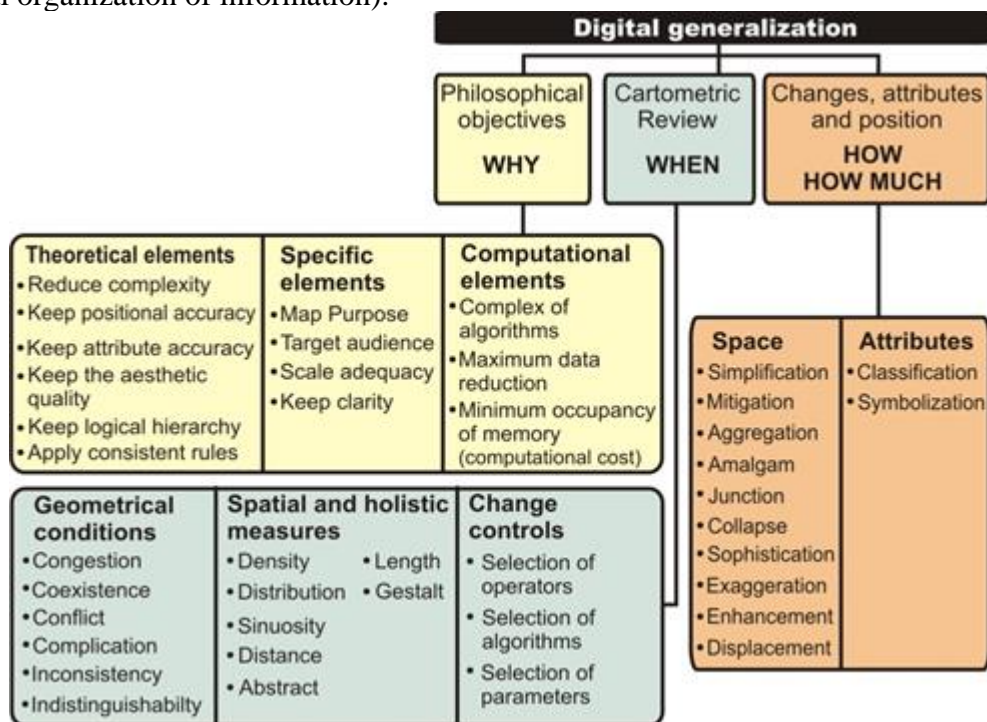 organization of information).
Digital generalization
Philosophical
objectives
WHY
Cartometric
Review
WHEN
Changes, attributes
and position
HOW
HOW MUCH
Theoretical elements
•Reduce complexity
•Keep positional accuracy
•Keep attribute accuracy
•Keep the aesthetic
quality
•Keep logical hierarchy
•Apply consistent rules
Specific
elements
•Map Purpose
•Target audience
•Scale adequacy
•Keep clarity
Computational
elements
•Complex of
algorithms
•Maximum data
reduction
•Minimum occupancy
of memory
(computational cost)
Geometrical
conditions
•Congestion
•Coexistence
•Conflict
•Complication
•Inconsistency
•Indistinguishabilty
Spatial and holistic
measures
•Density
•Distribution
•Sinuosity
•Distance
•Abstract
•Length
•Gestalt
Change
controls
• Selection of
operators
• Selection of
algorithms
• Selection of
parameters
Space
•Simplification
•Mitigation
•Aggregation
•Amalgam
•Junction
•Collapse
•Sophistication
•Exaggeration
•Enhancement
•Displacement
Attributes
•Classification
•Symbolization